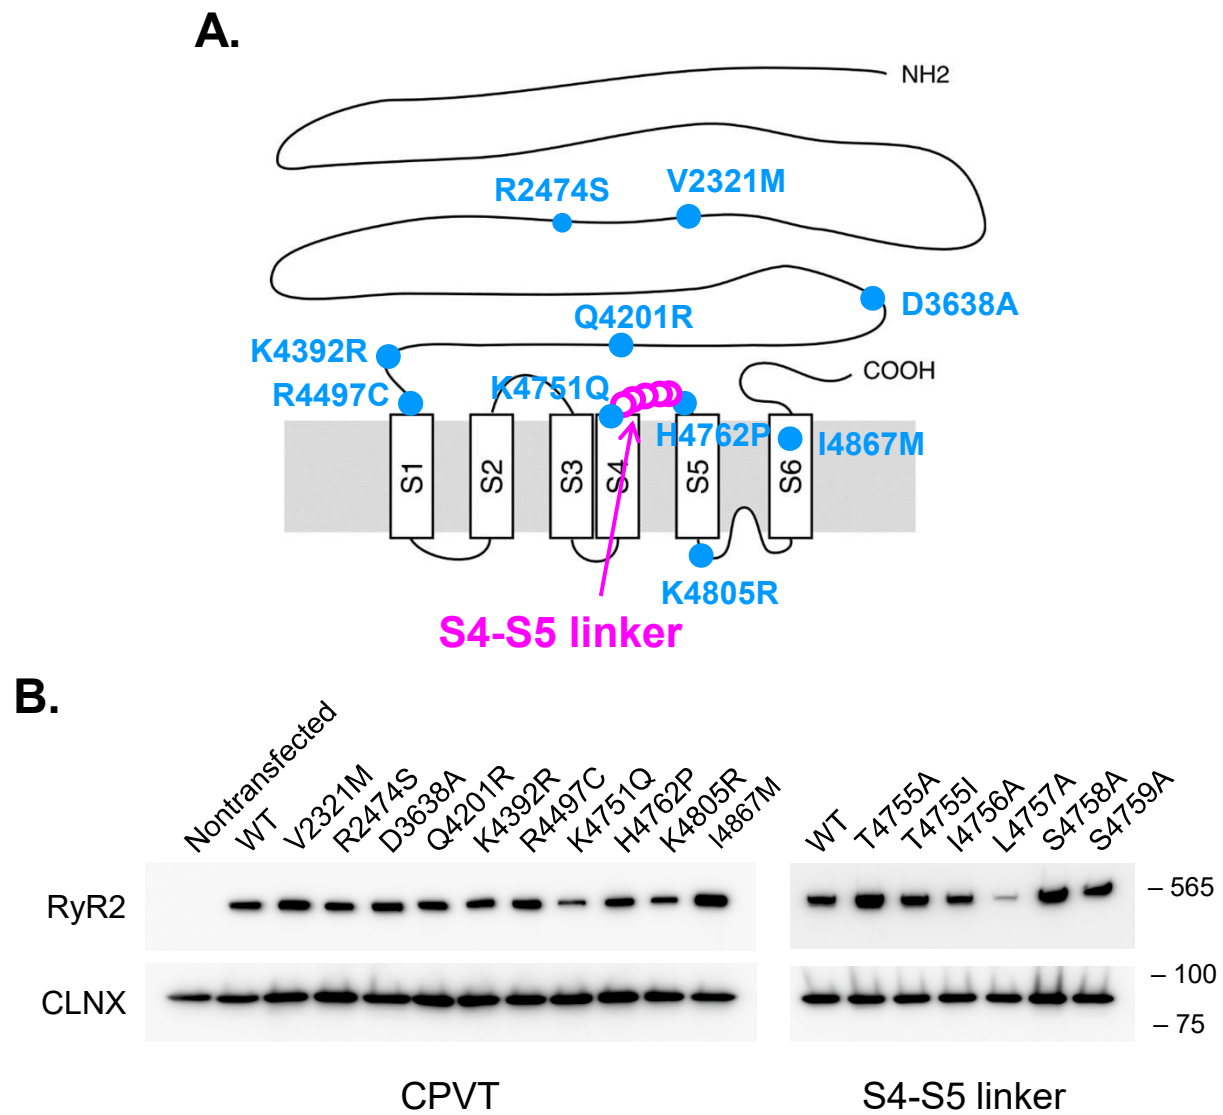 A.
NH2
R2474S
V2321M
D3638A
Q4201R
K4392R
COOH
R4497C
K4751Q
H4762P
I4867M
S1
S2
S3
S4
S5
S6
K4805R
S4-S5 linker
B.
Nontransfected
WT
V2321M
R2474S
D3638A
Q4201R
K4392R
R4497C
K4751Q
H4762P
K4805R
I4867M
WT
T4755A
T4755I
I4756A
L4757A
S4758A
S4759A
RyR2
– 565
CLNX
– 100
– 75
CPVT
S4-S5 linker